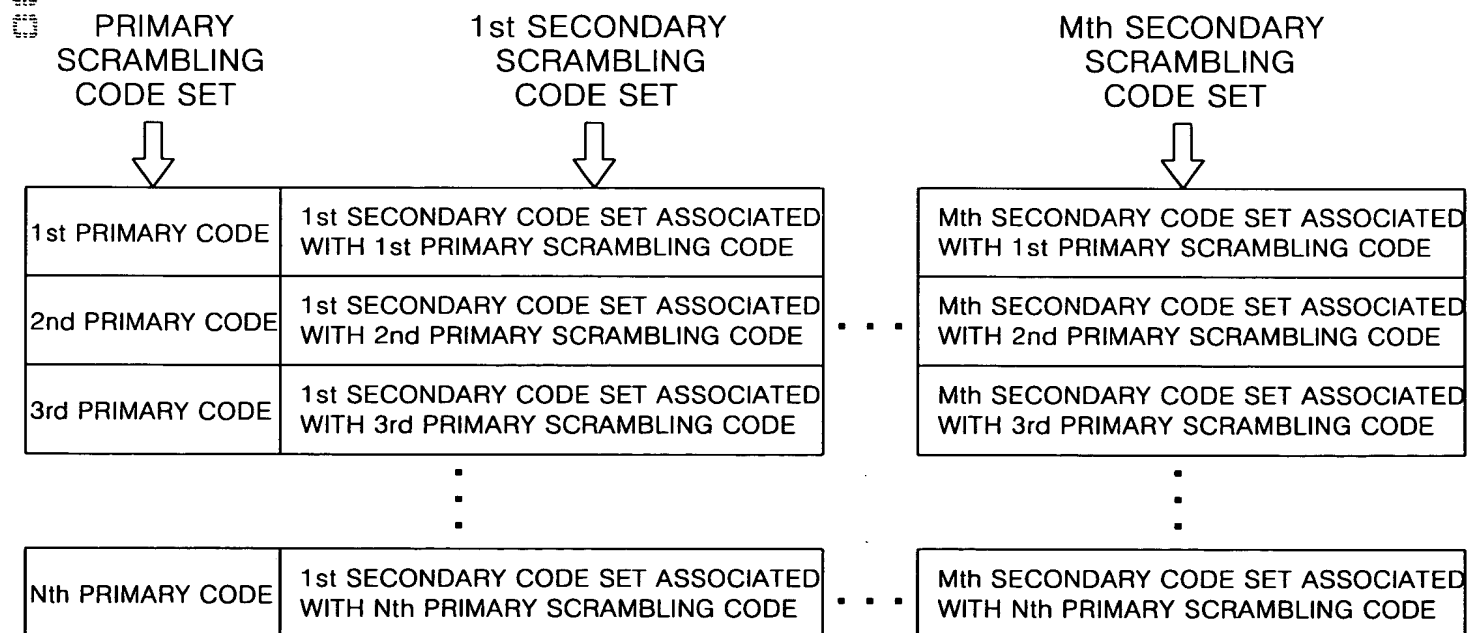 PRIMARY
SCRAMBLING
CODE SET
1st SECONDARY
SCRAMBLING
CODE SET
Mth SECONDARY
SCRAMBLING
CODE SET
1st PRIMARY CODE
1st SECONDARY CODE SET ASSOCIATED
WITH 1st PRIMARY SCRAMBLING CODE
Mth SECONDARY CODE SET ASSOCIATED
WITH 1st PRIMARY SCRAMBLING CODE
2nd PRIMARY CODE
1st SECONDARY CODE SET ASSOCIATED
WITH 2nd PRIMARY SCRAMBLING CODE
. . .
Mth SECONDARY CODE SET ASSOCIATED
WITH 2nd PRIMARY SCRAMBLING CODE
3rd PRIMARY CODE
1st SECONDARY CODE SET ASSOCIATED
WITH 3rd PRIMARY SCRAMBLING CODE
Mth SECONDARY CODE SET ASSOCIATED
WITH 3rd PRIMARY SCRAMBLING CODE
Nth PRIMARY CODE
1st SECONDARY CODE SET ASSOCIATED
WITH Nth PRIMARY SCRAMBLING CODE
. . .
Mth SECONDARY CODE SET ASSOCIATED
WITH Nth PRIMARY SCRAMBLING CODE